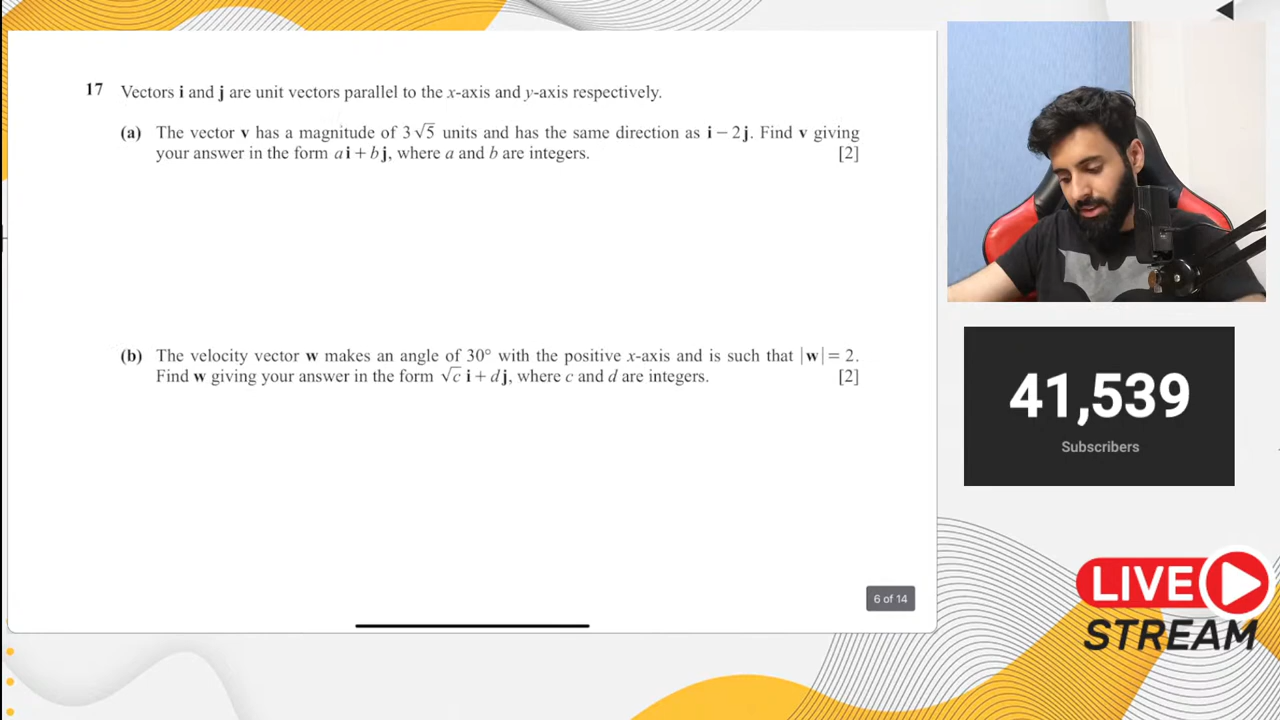 17 Vectors i and j are unit vectors parallel to the x-axis and y-axis respectively.
(a) The vector v has a magnitude of 3√5 units and has the same direction as i − 2j. Find v giving
your answer in the form ai + bj, where a and b are integers. [2]
(b) The velocity vector w makes an angle of 30° with the positive x-axis and is such that |w| = 2.
Find w giving your answer in the form √c i + dj, where c and d are integers. [2]
6 of 14
41,539
Subscribers
LIVE
STREAM